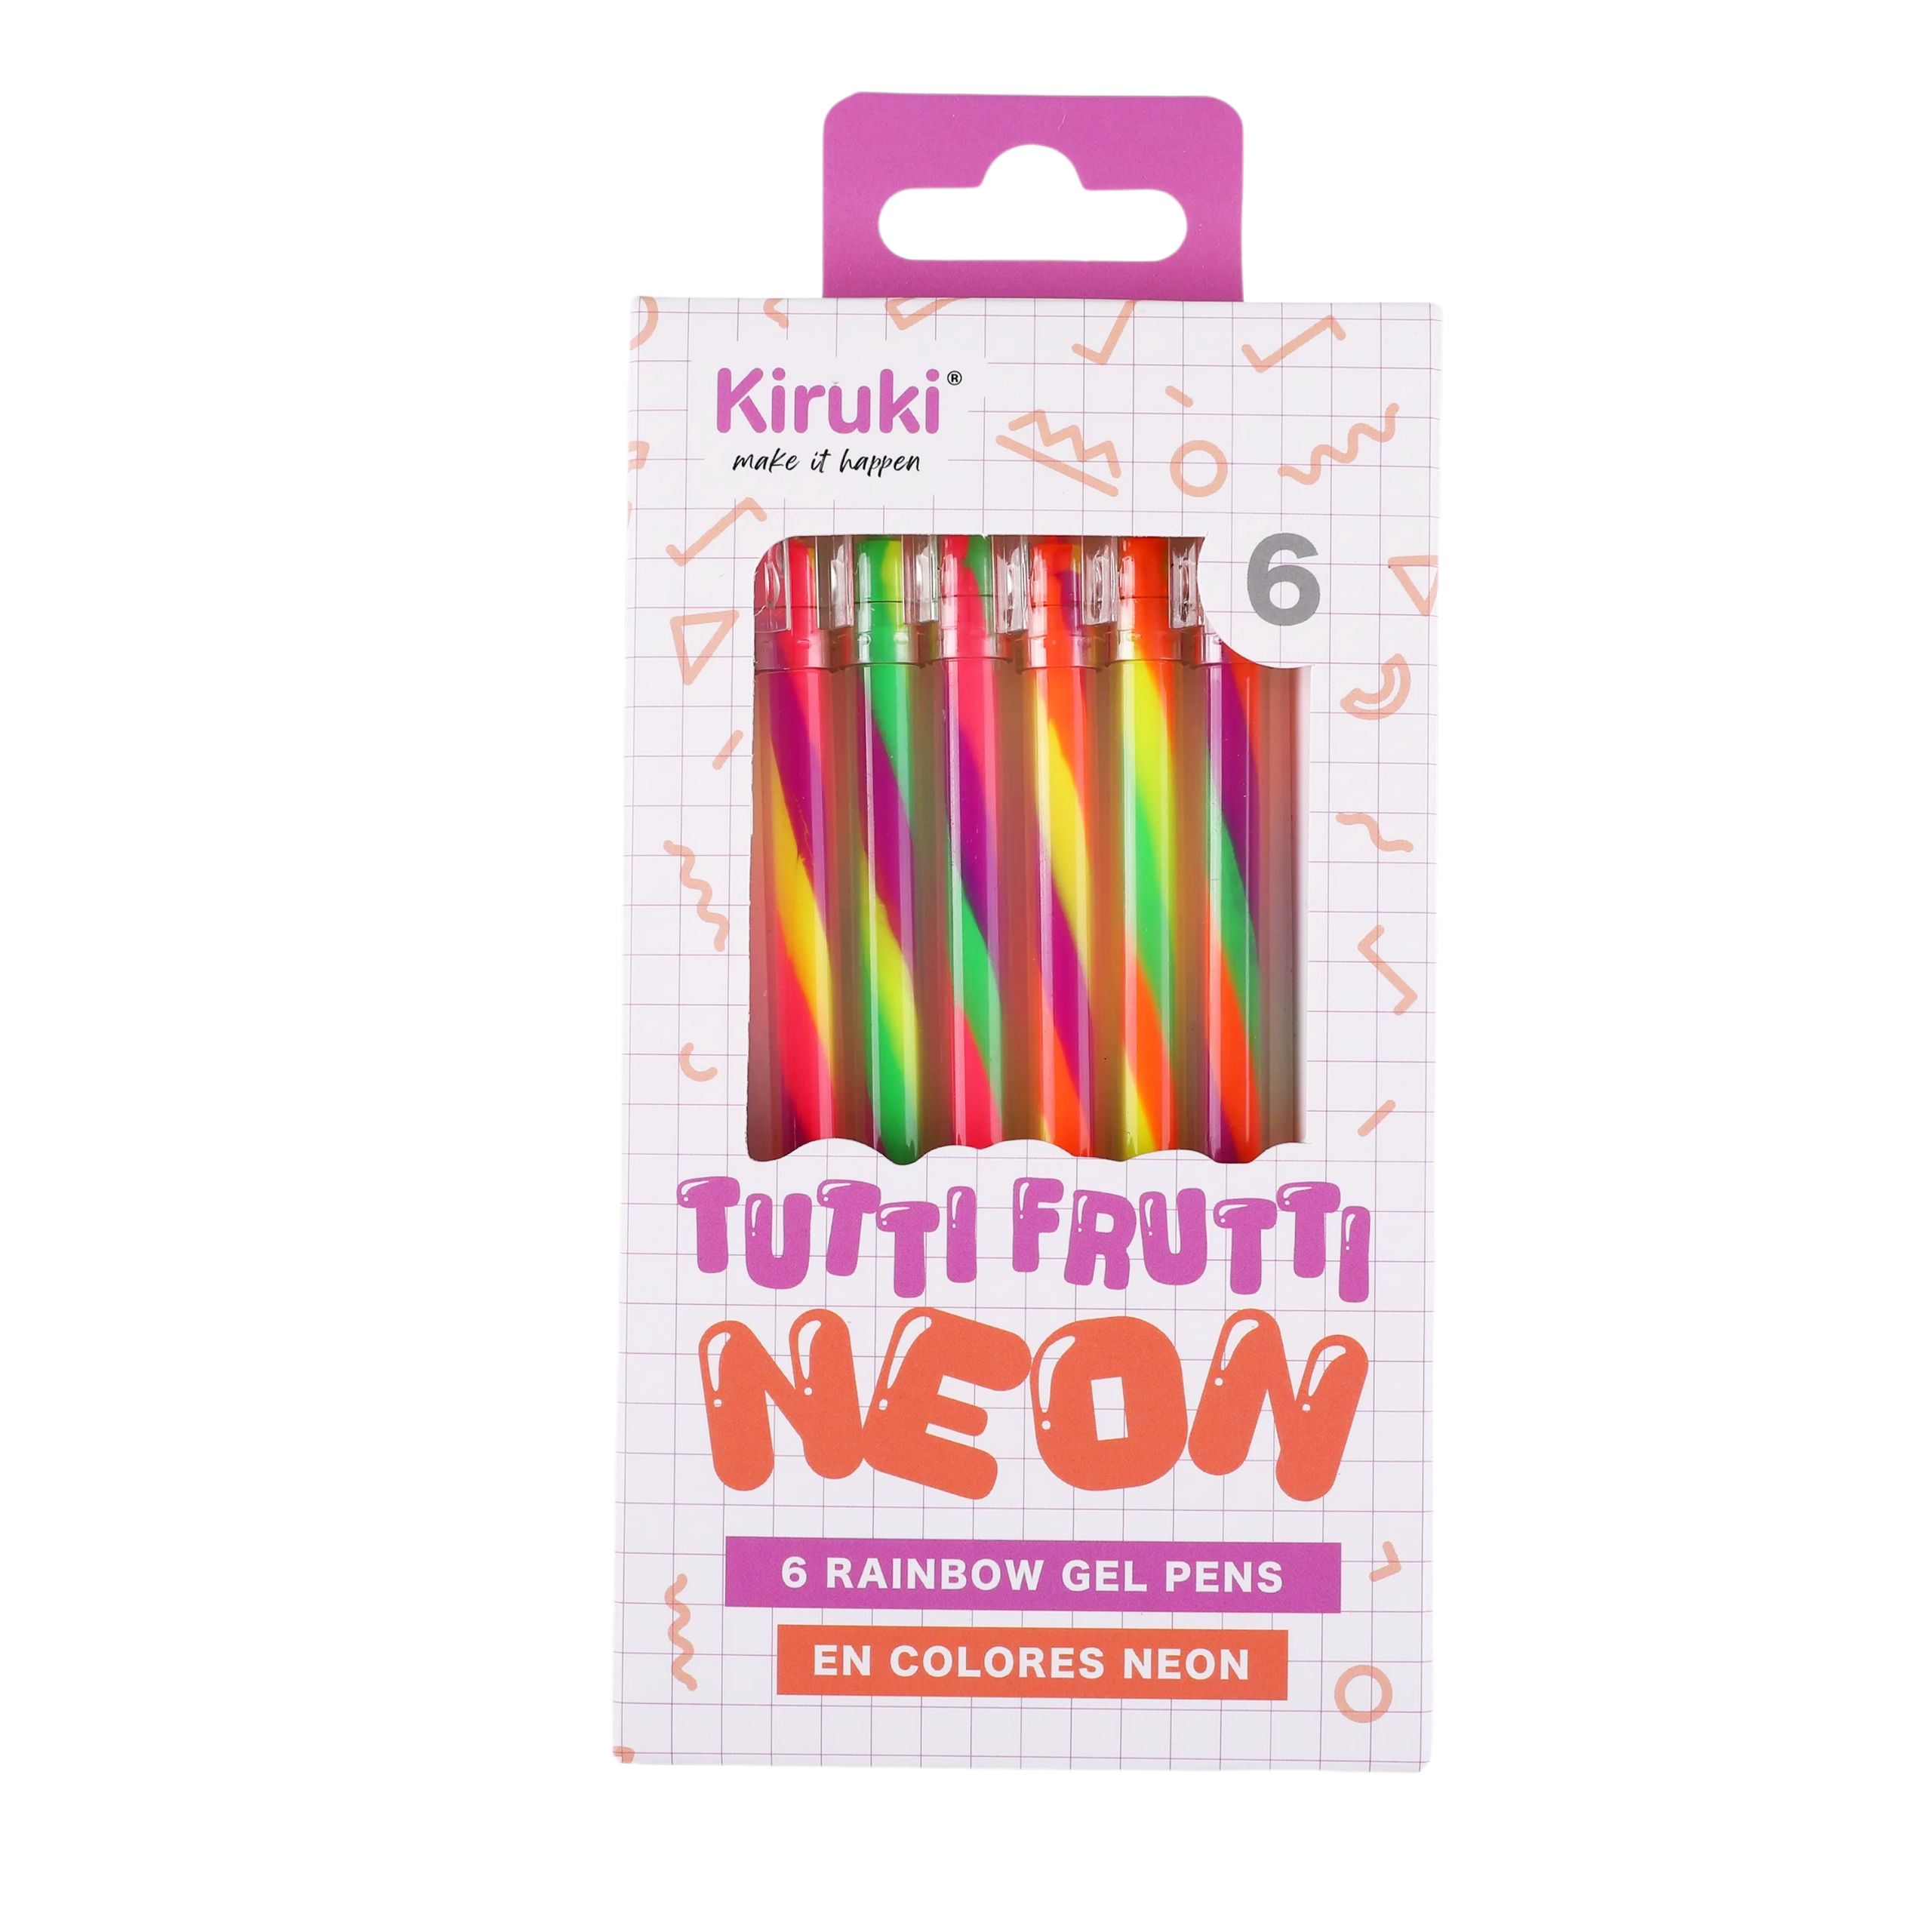 Kiruki®
make it happen
6
TUTTI FRUTTI
NEON
6 RAINBOW GEL PENS
EN COLORES NEON